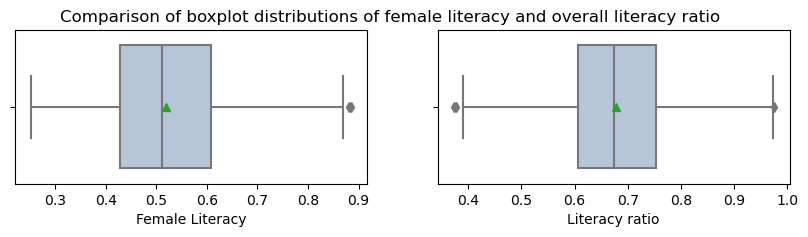 Comparison of boxplot distributions of female literacy and overall literacy ratio
0.3 0.4 0.5 0.6 0.7 0.8 0.9
Female Literacy
0.4 0.5 0.6 0.7 0.8 0.9 1.0
Literacy ratio